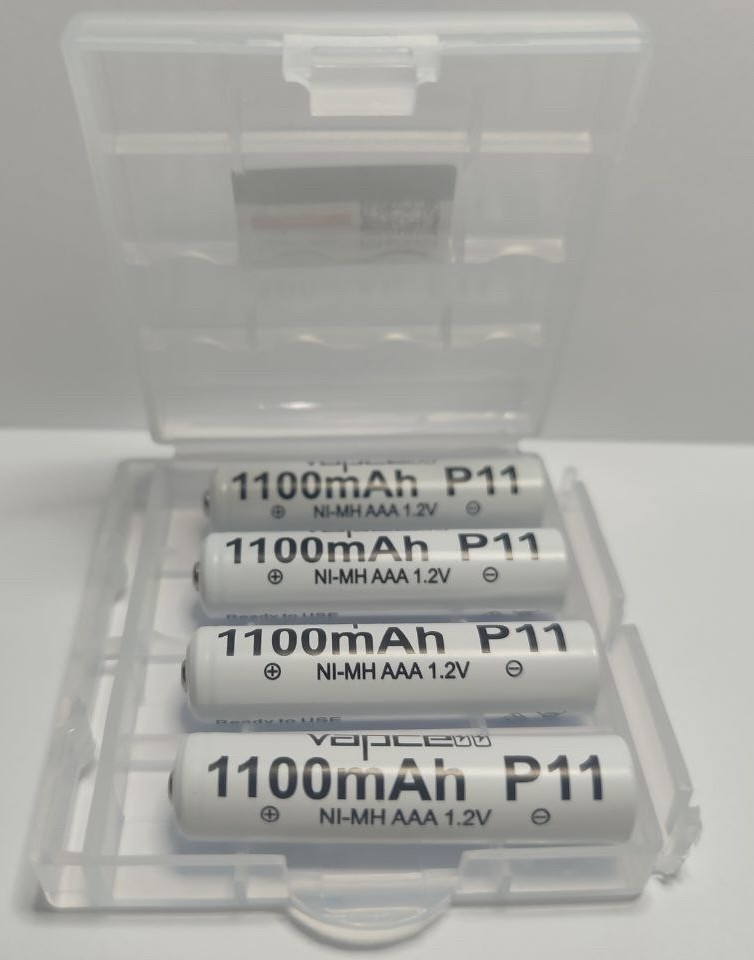 1100mAh P11
⊕ NI-MH AAA 1.2V ⊖
1100mAh P11
⊕ NI-MH AAA 1.2V ⊖
Ready to USE
1100mAh P11
⊕ NI-MH AAA 1.2V ⊖
Ready to USE
vapcell
1100mAh P11
⊕ NI-MH AAA 1.2V ⊖